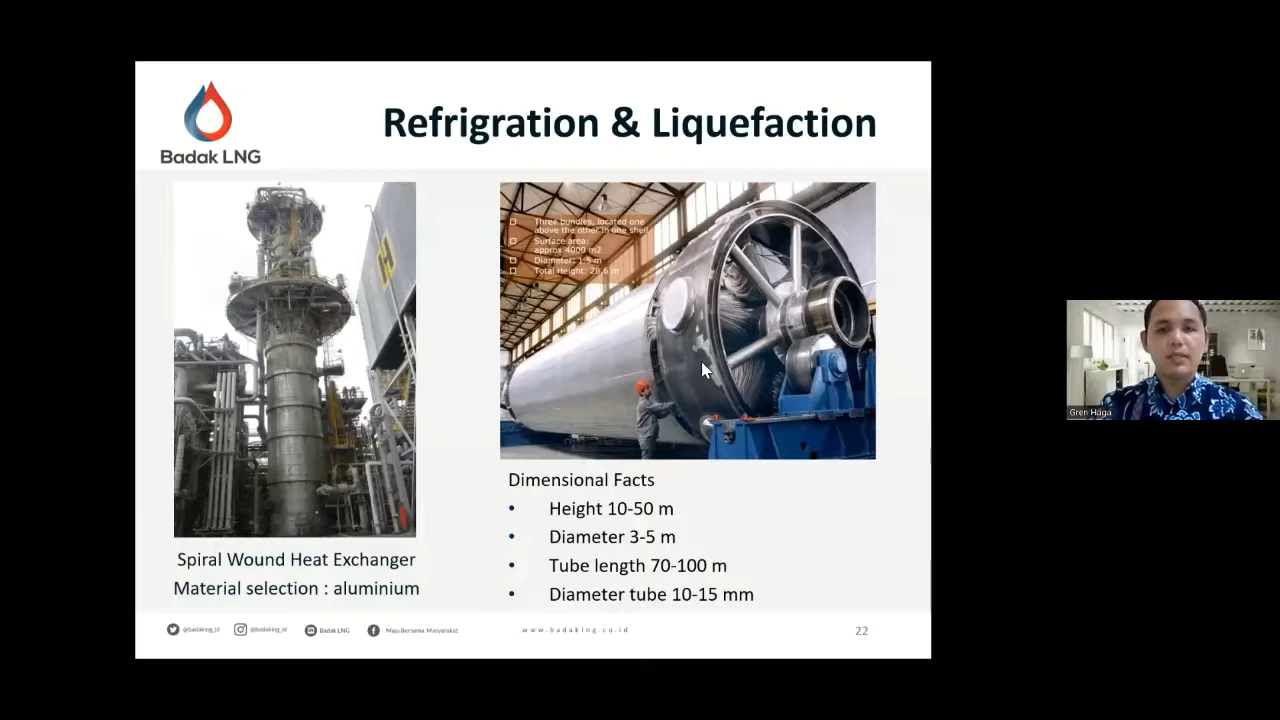 Refrigration & Liquefaction
Badak LNG
H
Three bundles, located one
above the other in one shell
Surface area:
approx 4000 m2
Diameter: 1.5 m
Total Height: 28,6 m
Spiral Wound Heat Exchanger
Material selection : aluminium
Dimensional Facts
• Height 10-50 m
• Diameter 3-5 m
• Tube length 70-100 m
• Diameter tube 10-15 mm
@badaklng_id
@badaklng_id
Badak LNG
Maju Bersama Masyarakat
www.badaklng.co.id
22
Gren Haga